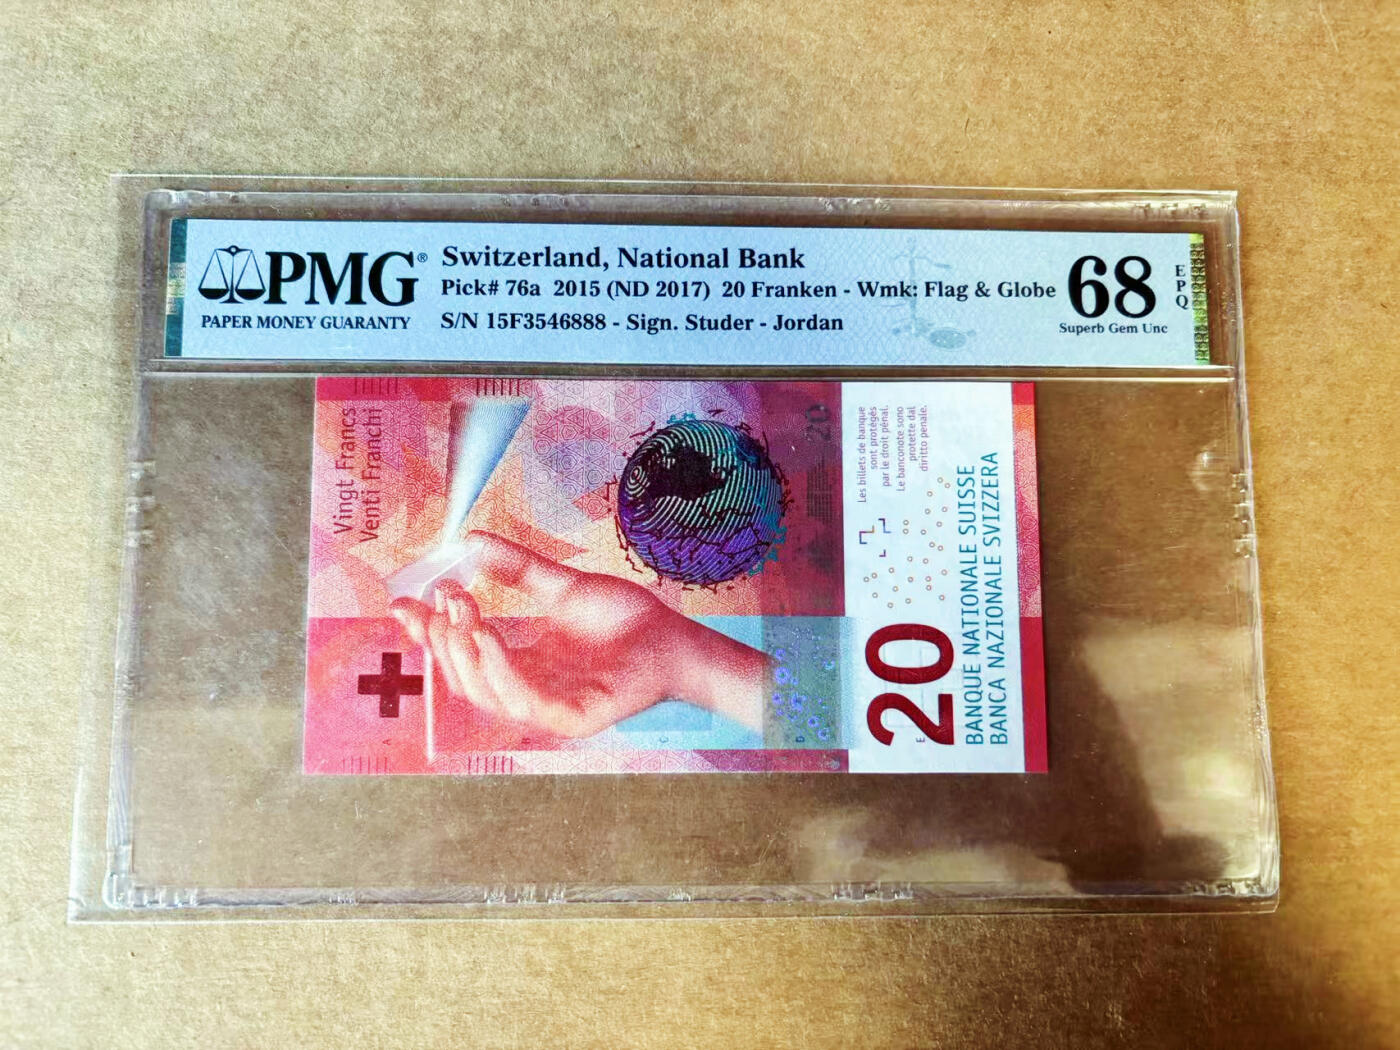 PMG®
PAPER MONEY GUARANTY
Switzerland, National Bank
Pick# 76a 2015 (ND 2017) 20 Franken - Wmk: Flag & Globe
S/N 15F3546888 - Sign. Studer - Jordan
68
Superb Gem Unc
EPQ
Vingt Francs
Venti Franchi
20
Les billets de banque
sont protégés
par le droit pénal.
Le banconote sono
protette dal
diritto penale.
20
BANQUE NATIONALE SUISSE
BANCA NAZIONALE SVIZZERA
A
B
C
D
E